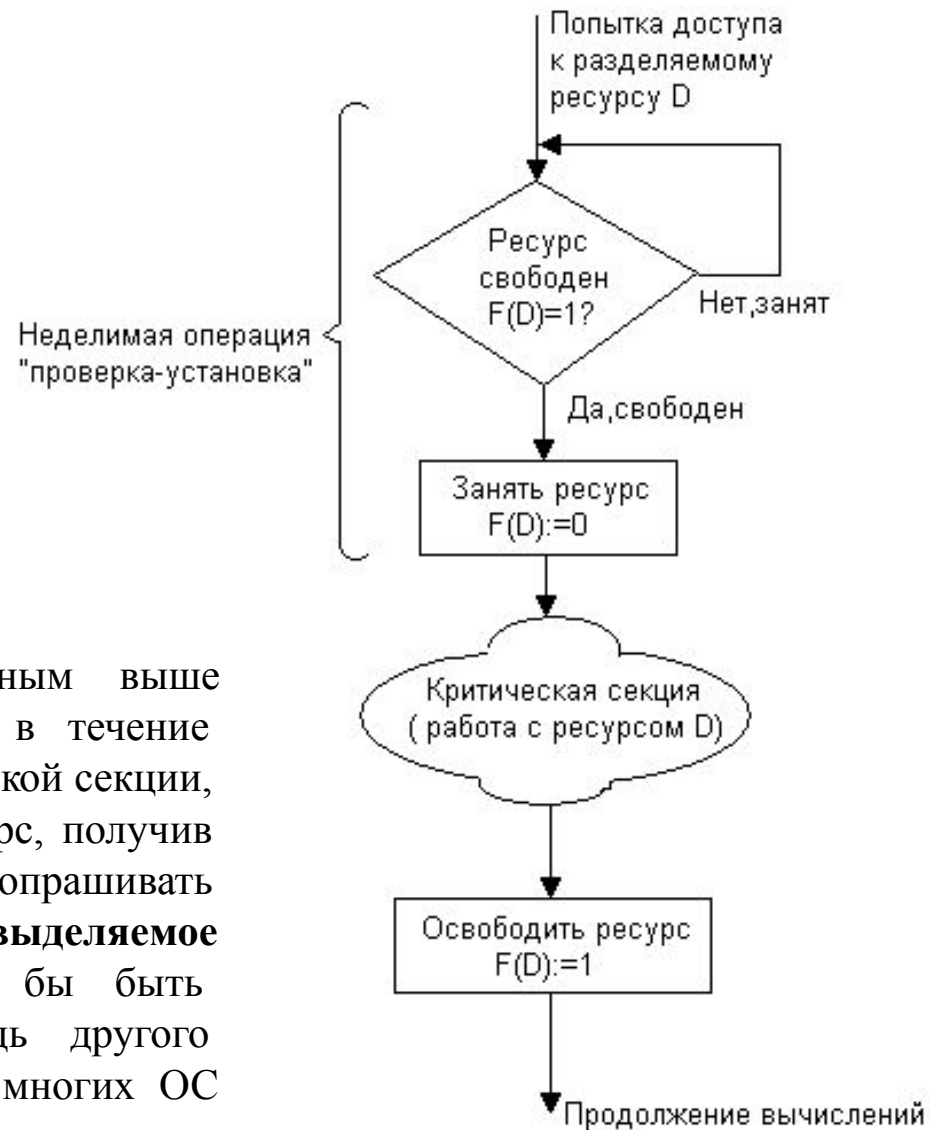 Попытка доступа
к разделяемому
ресурсу D
Ресурс
свободен
F(D)=1?
Нет,занят
Неделимая операция
"проверка-установка"
Да,свободен
Занять ресурс
F(D):=0
Критическая секция
( работа с ресурсом D)
Освободить ресурс
F(D):=1
Продолжение вычислений
ным выше
в течение
кой секции,
рс, получив
опрашивать
выделяемое
бы быть
дь другого
многих ОС